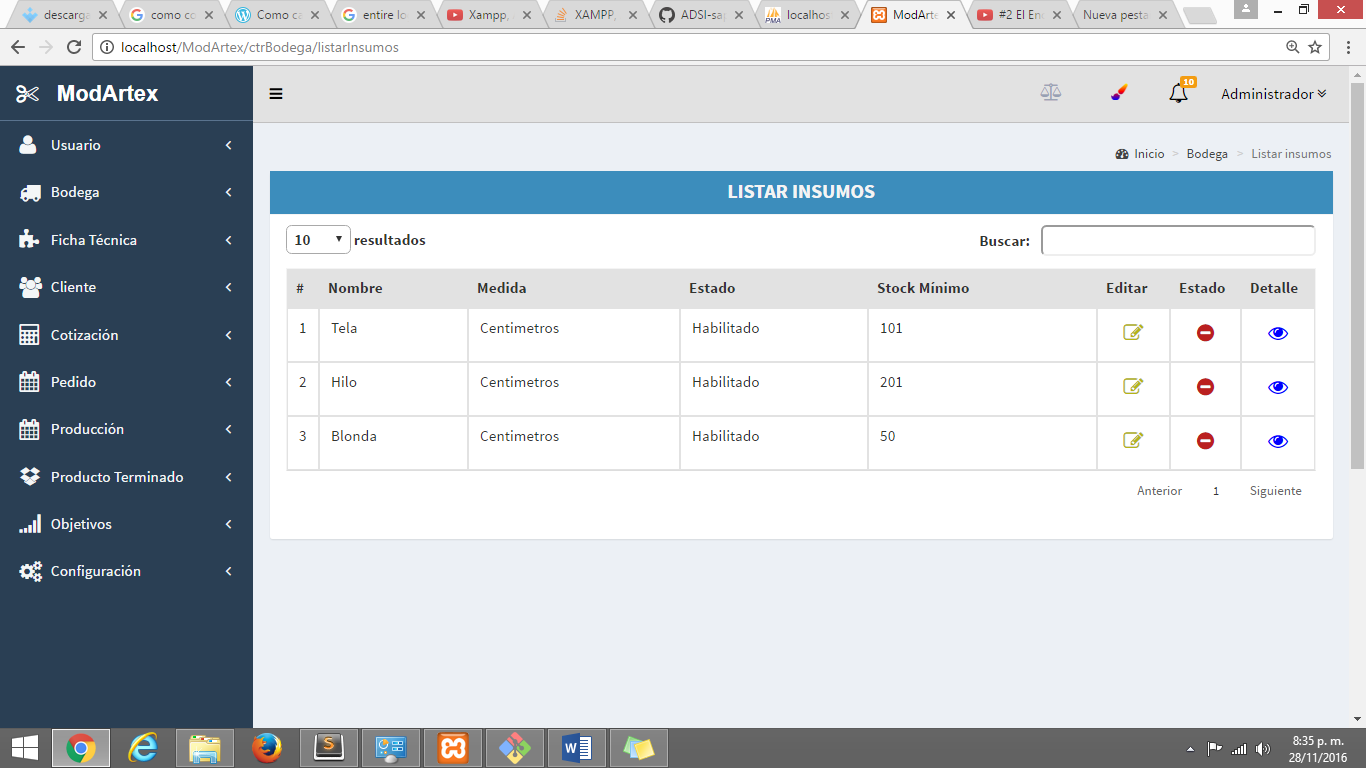 descarga
como co
Como ca
entire lo
Xampp,
XAMPP,
ADSI-sa
localhos
ModArte
#2 El En
Nueva pesta
localhost/ModArtex/ctrBodega/listarInsumos
ModArtex
10
Administrador
Usuario
Bodega
Ficha Técnica
Cliente
Cotización
Pedido
Producción
Producto Terminado
Objetivos
Configuración
Inicio > Bodega > Listar insumos
LISTAR INSUMOS
10 resultados
Buscar:
# Nombre Medida Estado Stock Mínimo Editar Estado Detalle
1 Tela Centimetros Habilitado 101
2 Hilo Centimetros Habilitado 201
3 Blonda Centimetros Habilitado 50
Anterior 1 Siguiente
8:35 p. m.
28/11/2016